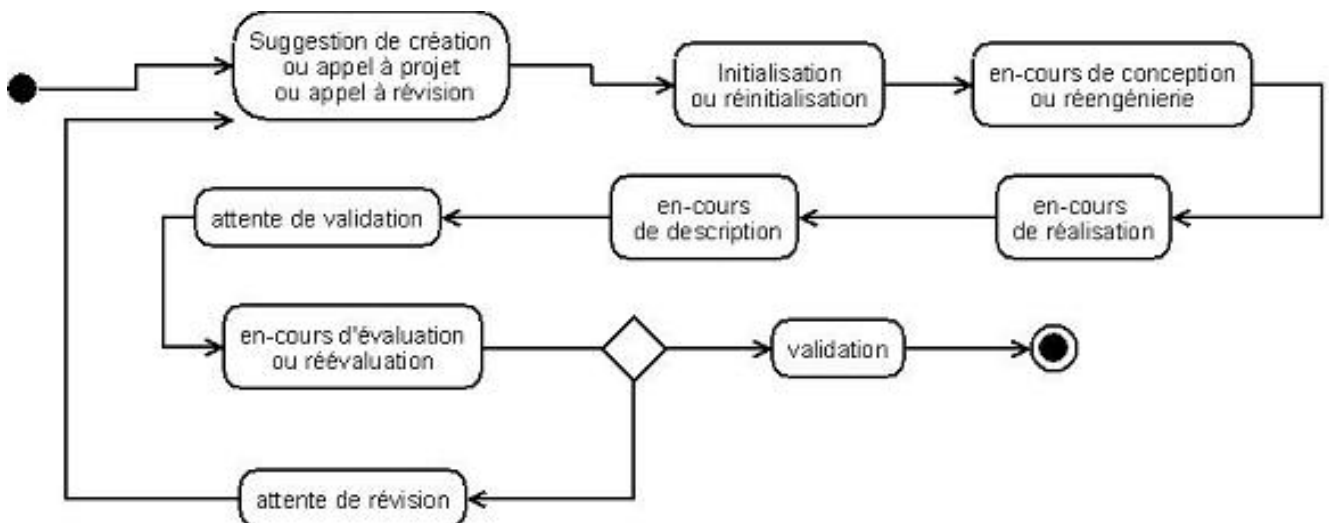 Suggestion de création
ou appel à projet
ou appel à révision
Initialisation
ou réinitialisation
en-cours de conception
ou réengénierie
en-cours
de réalisation
en-cours
de description
attente de validation
en-cours d'évaluation
ou réévaluation
validation
attente de révision